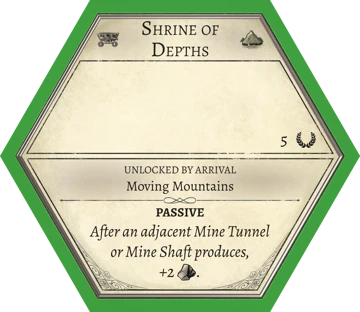 SHRINE OF
DEPTHS
5
UNLOCKED BY ARRIVAL
Moving Mountains
PASSIVE
After an adjacent Mine Tunnel
or Mine Shaft produces,
+2 .